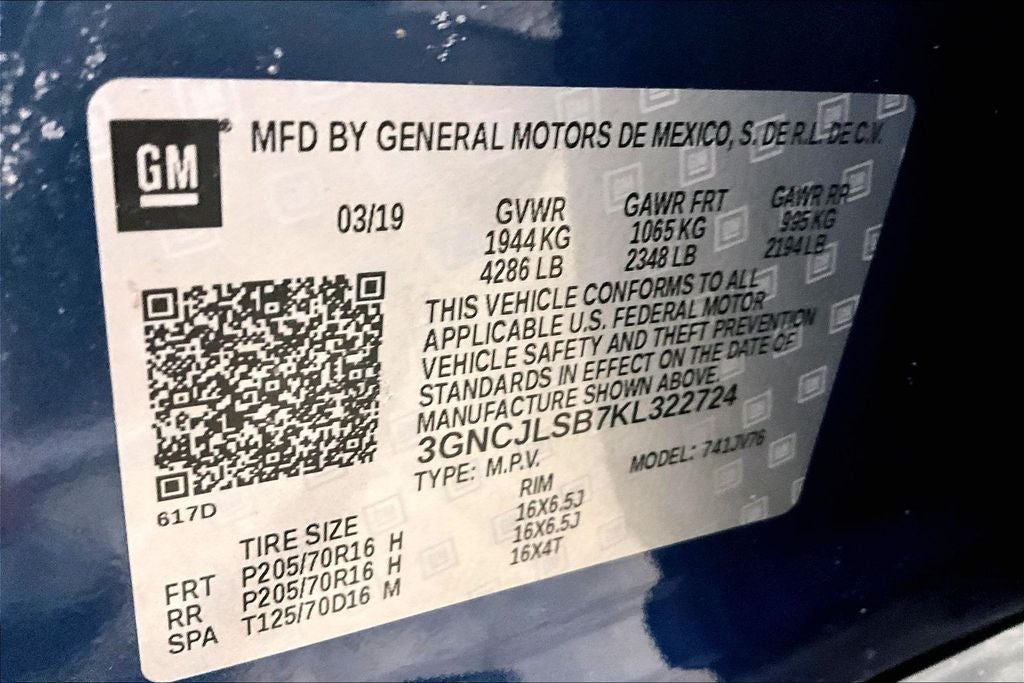 GM
MFD BY GENERAL MOTORS DE MEXICO, S. DE R.L. DE C.V.
03/19
GVWR GAWR FRT GAWR RR
1944 KG 1065 KG 995 KG
4286 LB 2348 LB 2194 LB
THIS VEHICLE CONFORMS TO ALL
APPLICABLE U.S. FEDERAL MOTOR
VEHICLE SAFETY AND THEFT PREVENTION
STANDARDS IN EFFECT ON THE DATE OF
MANUFACTURE SHOWN ABOVE.
3GNCJLSB7KL322724
TYPE: M.P.V. MODEL: 741JV76
617D
TIRE SIZE RIM
FRT P205/70R16 H 16X6.5J
RR P205/70R16 H 16X6.5J
SPA T125/70D16 M 16X4T